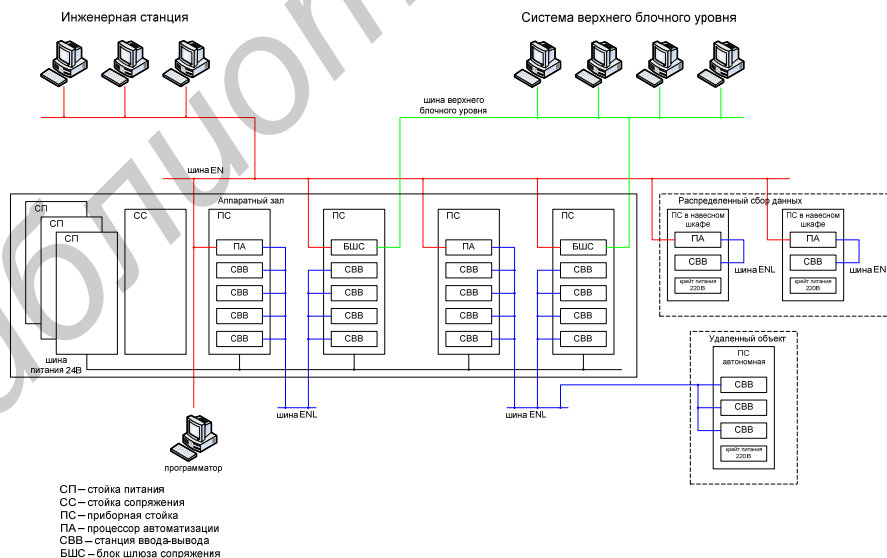 Инженерная станция
Система верхнего блочного уровня
шина верхнего
блочного уровня
шина EN
Аппаратный зал
Распределенный сбор данных
СП
СП
СП
СС
ПС
ПА
СВВ
СВВ
СВВ
СВВ
ПС
БШС
СВВ
СВВ
СВВ
СВВ
ПС
ПА
СВВ
СВВ
СВВ
СВВ
ПС
БШС
СВВ
СВВ
СВВ
СВВ
ПС в навесном
шкафе
ПА
СВВ
крейт питания
220В
шина ENL
ПС в навесном
шкафе
ПА
СВВ
крейт питания
220В
шина EN
шина
питания 24В
шина ENL
шина ENL
Удаленный объект
ПС
автономная
СВВ
СВВ
СВВ
крейт питания
220В
программатор
СП – стойка питания
СС – стойка сопряжения
ПС – приборная стойка
ПА – процессор автоматизации
СВВ – станция ввода-вывода
БШС – блок шлюза сопряжения